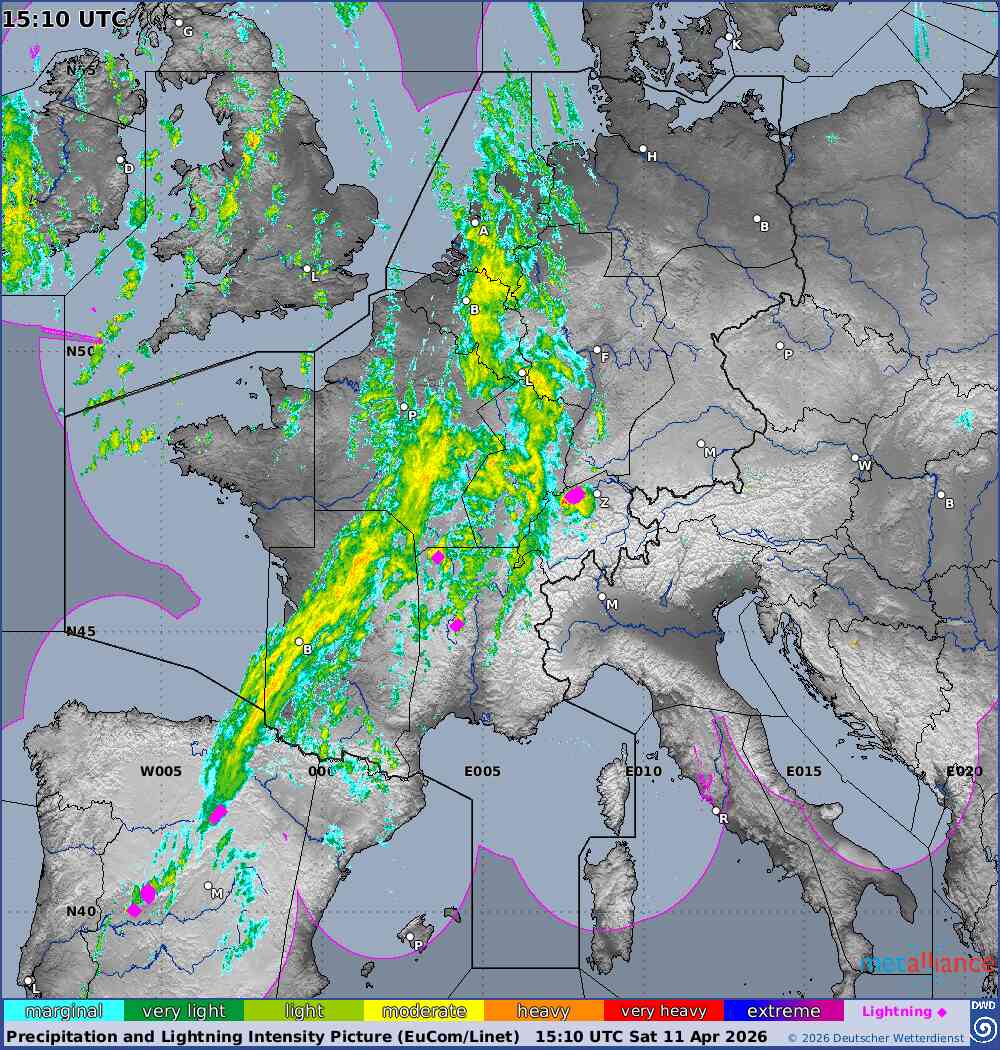 15:10 UTC
G
K
N55
H
D
A
B
L
B
N50
F
P
L
P
M
W
Z
B
M
N45
B
W005
000
E005
E010
E015
E020
R
M
N40
P
L
metalliance
marginal very light light moderate heavy very heavy extreme Lightning ◆ DWD
Precipitation and Lightning Intensity Picture (EuCom/Linet) 15:10 UTC Sat 11 Apr 2026 © 2026 Deutscher Wetterdienst